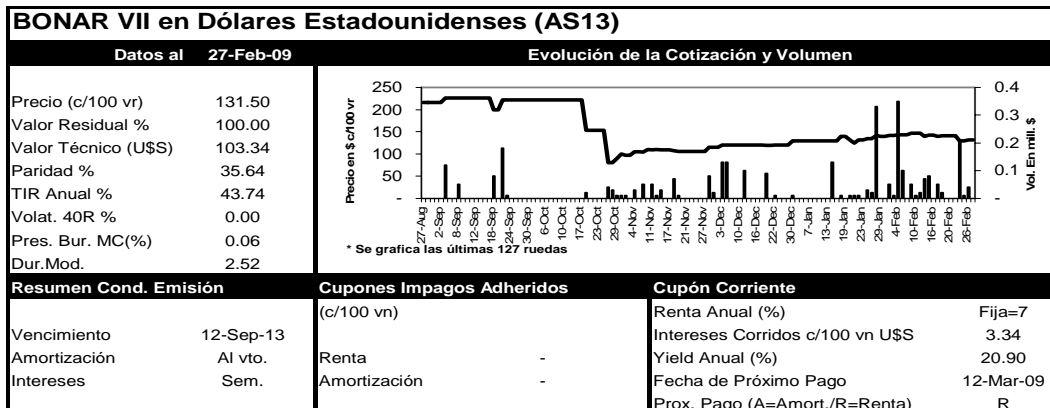 BONAR VII en Dólares Estadounidenses (AS13)
Datos al 27-Feb-09
Evolución de la Cotización y Volumen
Precio (c/100 vr) 131.50
Valor Residual % 100.00
Valor Técnico (U$S) 103.34
Paridad % 35.64
TIR Anual % 43.74
Volat. 40R % 0.00
Pres. Bur. MC(%) 0.06
Dur.Mod. 2.52
Precio en $ c/100 vr
250
200
150
100
50
-
0.4
0.3
0.2
0.1
-
Vol. En mill. $
27-Aug 2-Sep 8-Sep 12-Sep 18-Sep 24-Sep 30-Sep 6-Oct 10-Oct 17-Oct 23-Oct 29-Oct 4-Nov 11-Nov 17-Nov 21-Nov 27-Nov 3-Dec 10-Dec 16-Dec 22-Dec 30-Dec 7-Jan 13-Jan 19-Jan 23-Jan 29-Jan 4-Feb 10-Feb 16-Feb 20-Feb 26-Feb
* Se grafica las últimas 127 ruedas
Resumen Cond. Emisión
Vencimiento 12-Sep-13
Amortización Al vto.
Intereses Sem.
Cupones Impagos Adheridos
(c/100 vn)
Renta -
Amortización -
Cupón Corriente
Renta Anual (%) Fija=7
Intereses Corridos c/100 vn U$S 3.34
Yield Anual (%) 20.90
Fecha de Próximo Pago 12-Mar-09
Prox. Pago (A=Amort./R=Renta) R